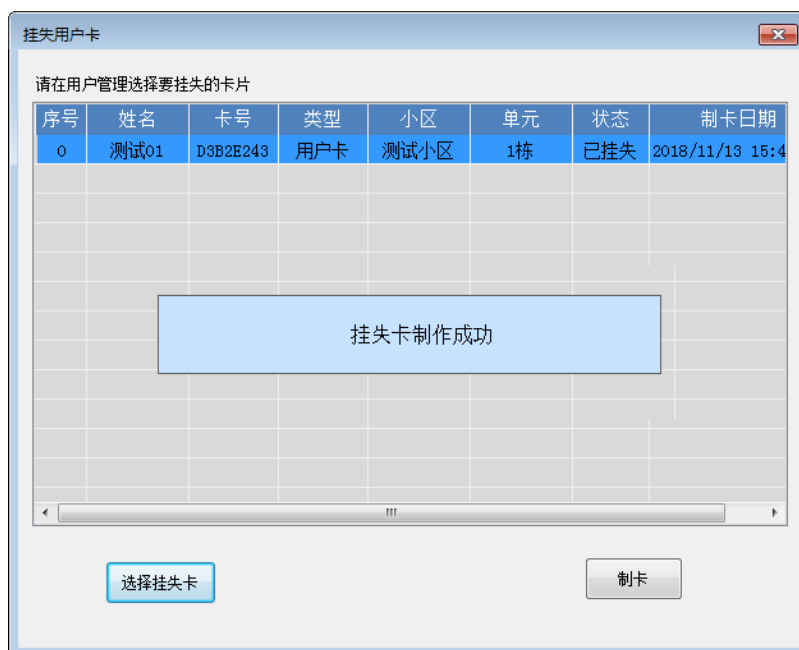 挂失用户卡
请在用户管理选择要挂失的卡片
序号 姓名 卡号 类型 小区 单元 状态 制卡日期
0 测试01 D3B2E243 用户卡 测试小区 1栋 已挂失 2018/11/13 15:4
挂失卡制作成功
选择挂失卡 制卡